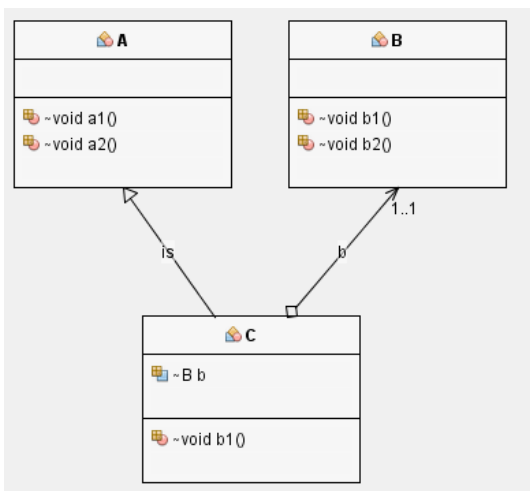 A
~void a1()
~void a2()
B
~void b1()
~void b2()
1..1
is
b
C
~B b
~void b1()